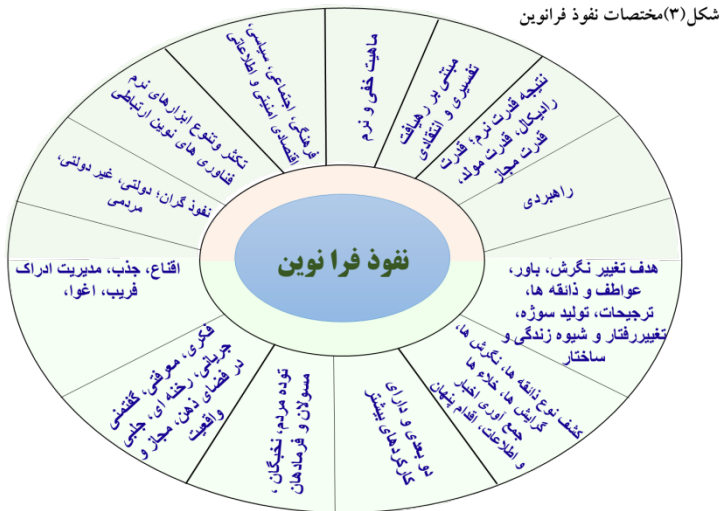 شکل(۳)مختصات نفوذ فرانوین
نفوذ فرا نوین
ماهیت خفی و نرم
مبتنی بر رهیافت
تفسیری و انتقادی
نتیجه قدرت نرم؛ قدرت
رادیکال، قدرت مولد،
قدرت مجاز
راهبردی
هدف تغییر نگرش، باور،
عواطف و ذائقه ها،
ترجیحات، تولید سوژه،
تغییررفتار و شیوه زندگی و
ساختار
کشف نوع ذائقه ها، نگرش ها،
گرایش ها، خلاء ها
جمع آوری اخبار
و اطلاعات، اقدام پنهان
دو بعدی و دارای
کارکردهای بیشتر
توده مردم، نخبگان ،
مسولان و فرمادهان
فکری، معرفتی، گفتمنی
جریانی، رخنه ای، جلبی
در فضای ذهن، مجاز و
واقعیت
اقناع، جذب، مدیریت ادراک
فریب، اغوا،
نفوذ گران؛ دولتی، غیر دولتی،
مردمی
تکثر وتنوع ابزارهای نرم
فناوری های نوین ارتباطی
فرهنگی، اجتماعی، سیاسی،
اقتصادی امنیتی و اطلاعاتی